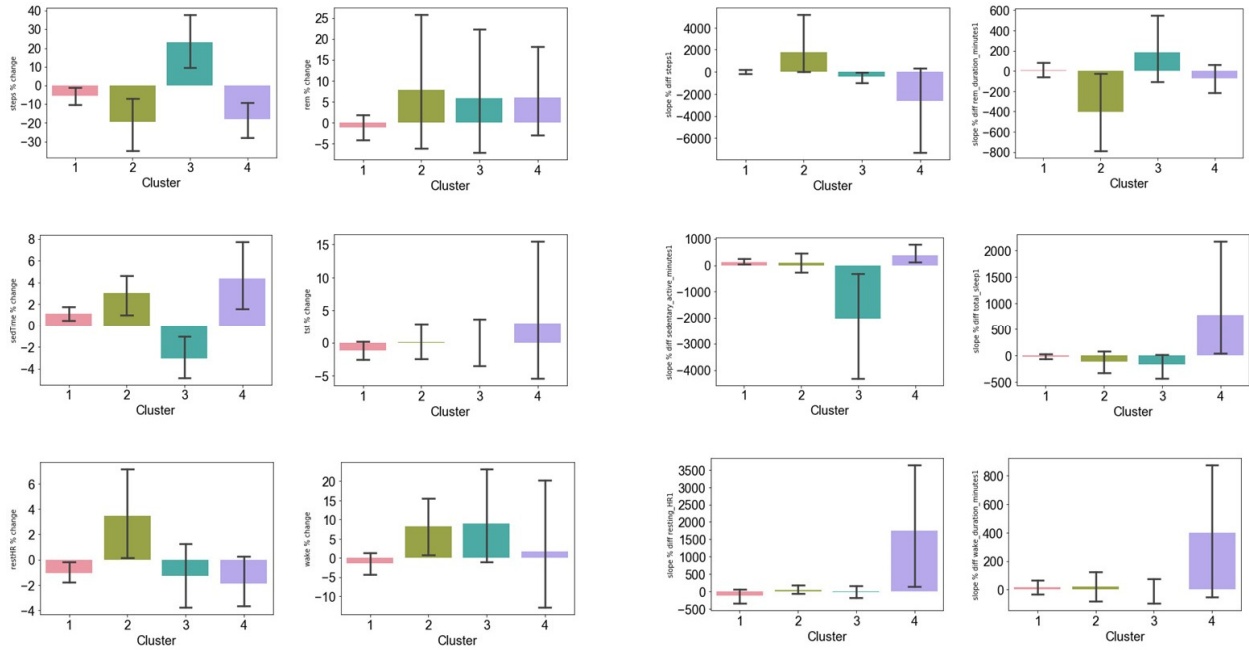 steps % change
40
30
20
10
0
−10
−20
−30
1 2 3 4
Cluster
rem % change
25
20
15
10
5
0
−5
1 2 3 4
Cluster
slope % diff steps1
4000
2000
0
−2000
−4000
−6000
1 2 3 4
Cluster
slope % diff rem_duration_minutes1
600
400
200
0
−200
−400
−600
−800
1 2 3 4
Cluster
sedTime % change
8
6
4
2
0
−2
−4
1 2 3 4
Cluster
tst % change
15
10
5
0
−5
1 2 3 4
Cluster
slope % diff sedentary_active_minutes1
1000
0
−1000
−2000
−3000
−4000
1 2 3 4
Cluster
slope % diff total_sleep1
2000
1500
1000
500
0
−500
1 2 3 4
Cluster
restHR % change
6
4
2
0
−2
−4
1 2 3 4
Cluster
wake % change
20
15
10
5
0
−5
−10
1 2 3 4
Cluster
slope % diff resting_HR1
3500
3000
2500
2000
1500
1000
500
0
−500
1 2 3 4
Cluster
slope % diff wake_duration_minutes1
800
600
400
200
0
1 2 3 4
Cluster